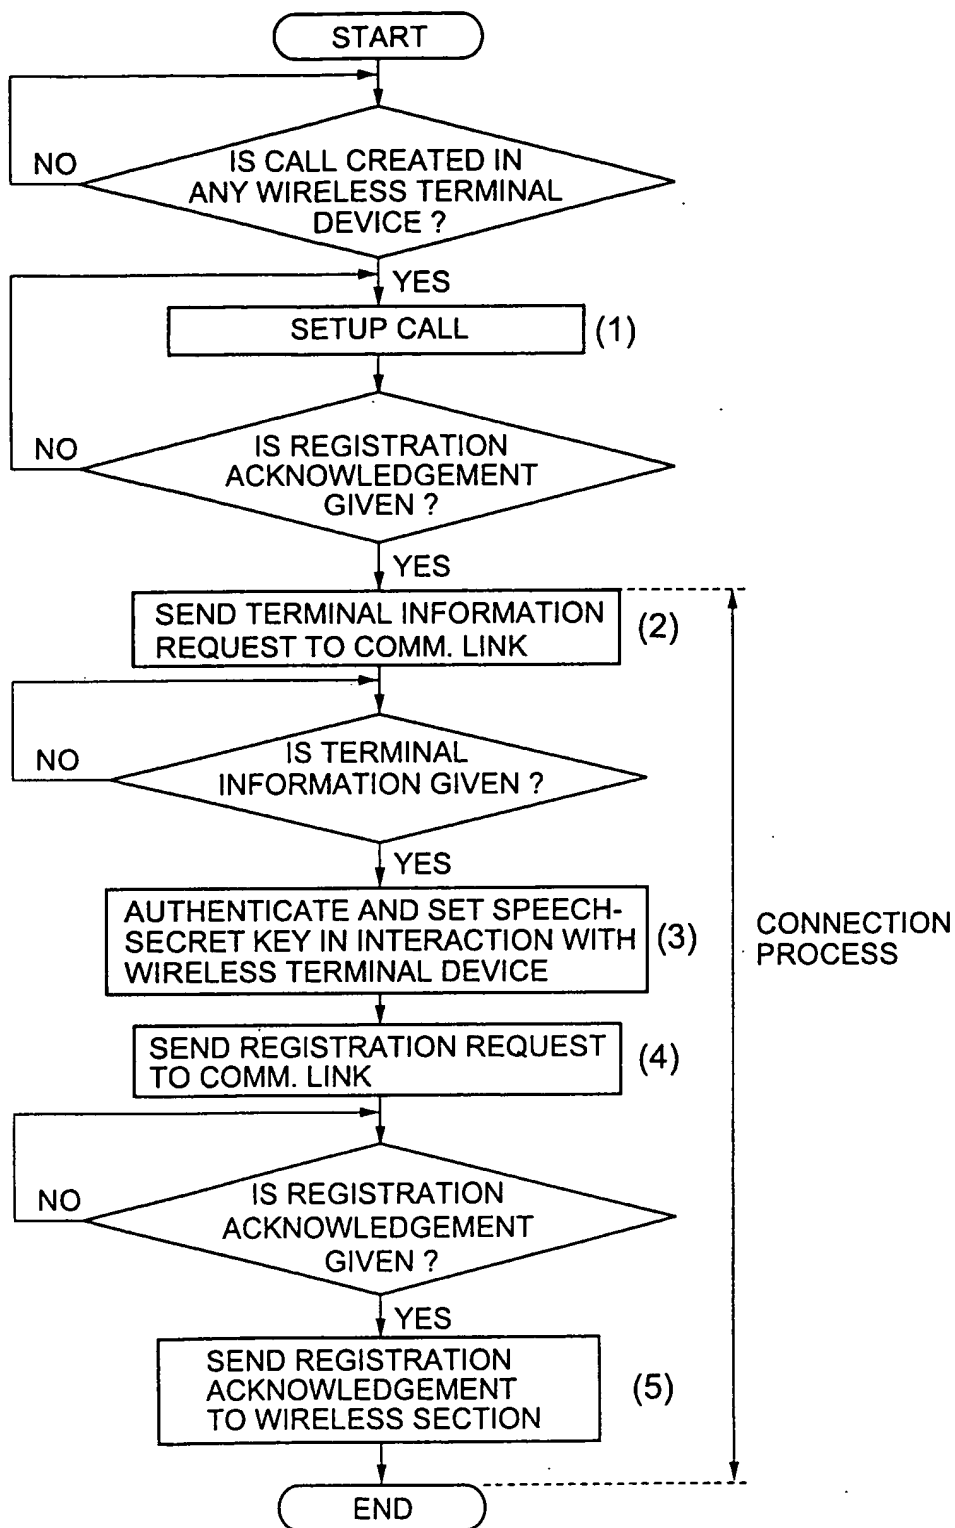 START
NO
IS CALL CREATED IN
ANY WIRELESS TERMINAL
DEVICE ?
YES
SETUP CALL
(1)
NO
IS REGISTRATION
ACKNOWLEDGEMENT
GIVEN ?
YES
SEND TERMINAL INFORMATION
REQUEST TO COMM. LINK
(2)
NO
IS TERMINAL
INFORMATION GIVEN ?
YES
AUTHENTICATE AND SET SPEECH-
SECRET KEY IN INTERACTION WITH
WIRELESS TERMINAL DEVICE
(3)
CONNECTION
PROCESS
SEND REGISTRATION REQUEST
TO COMM. LINK
(4)
NO
IS REGISTRATION
ACKNOWLEDGEMENT
GIVEN ?
YES
SEND REGISTRATION
ACKNOWLEDGEMENT
TO WIRELESS SECTION
(5)
END